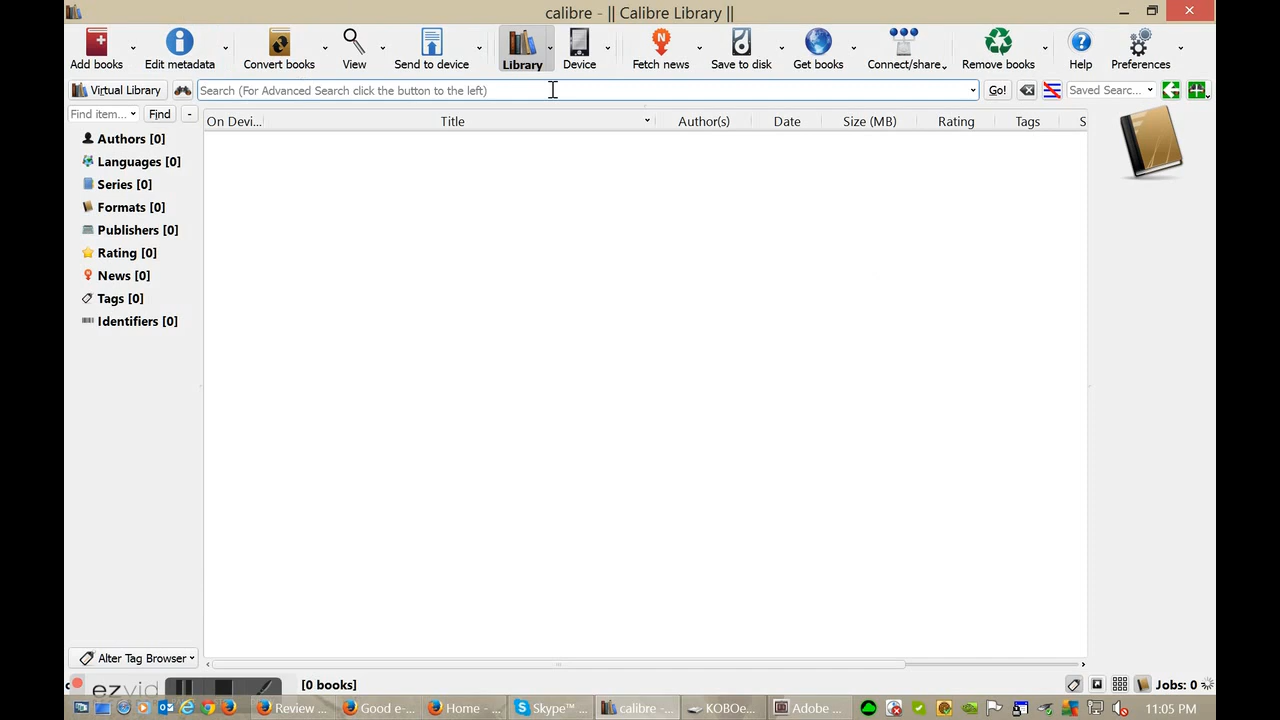 calibre - || Calibre Library ||
Add books Edit metadata Convert books View Send to device Library Device Fetch news Save to disk Get books Connect/share Remove books Help Preferences
Virtual Library Search (For Advanced Search click the button to the left) Go! Saved Searc...
Find item... Find - On Devi... Title Author(s) Date Size (MB) Rating Tags S
Authors [0]
Languages [0]
Series [0]
Formats [0]
Publishers [0]
Rating [0]
News [0]
Tags [0]
Identifiers [0]
Alter Tag Browser
ezvid [0 books] Jobs: 0
Review ... Good e-... Home - ... Skype™ ... calibre -... KOBOe... Adobe ... 11:05 PM